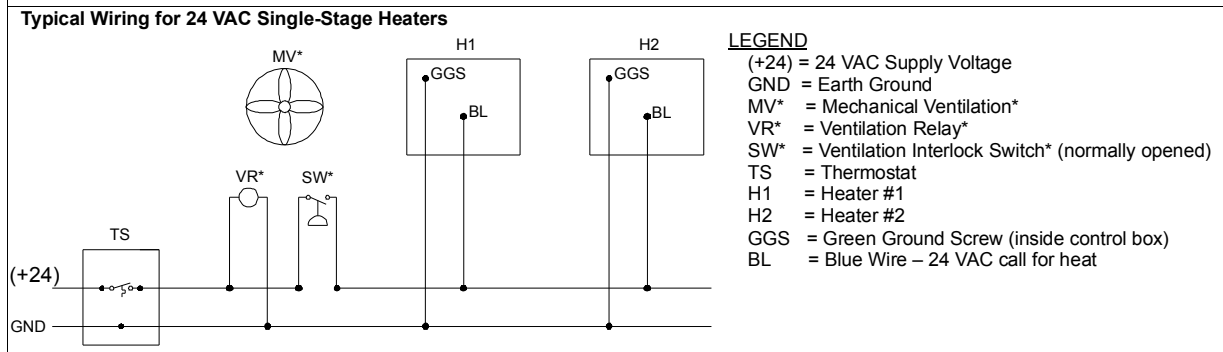 Typical Wiring for 24 VAC Single-Stage Heaters
MV*
H1
H2
GGS
BL
GGS
BL
VR*
SW*
TS
(+24)
GND
LEGEND
(+24) = 24 VAC Supply Voltage
GND = Earth Ground
MV* = Mechanical Ventilation*
VR* = Ventilation Relay*
SW* = Ventilation Interlock Switch* (normally opened)
TS = Thermostat
H1 = Heater #1
H2 = Heater #2
GGS = Green Ground Screw (inside control box)
BL = Blue Wire – 24 VAC call for heat